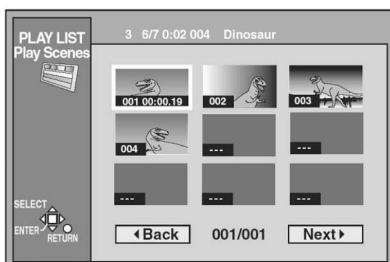 PLAY LIST
Play Scenes
3 6/7 0:02 004 Dinosaur
001 00:00.19
002
003
004
---
---
---
---
---
SELECT
ENTER
RETURN
Back 001/001 Next